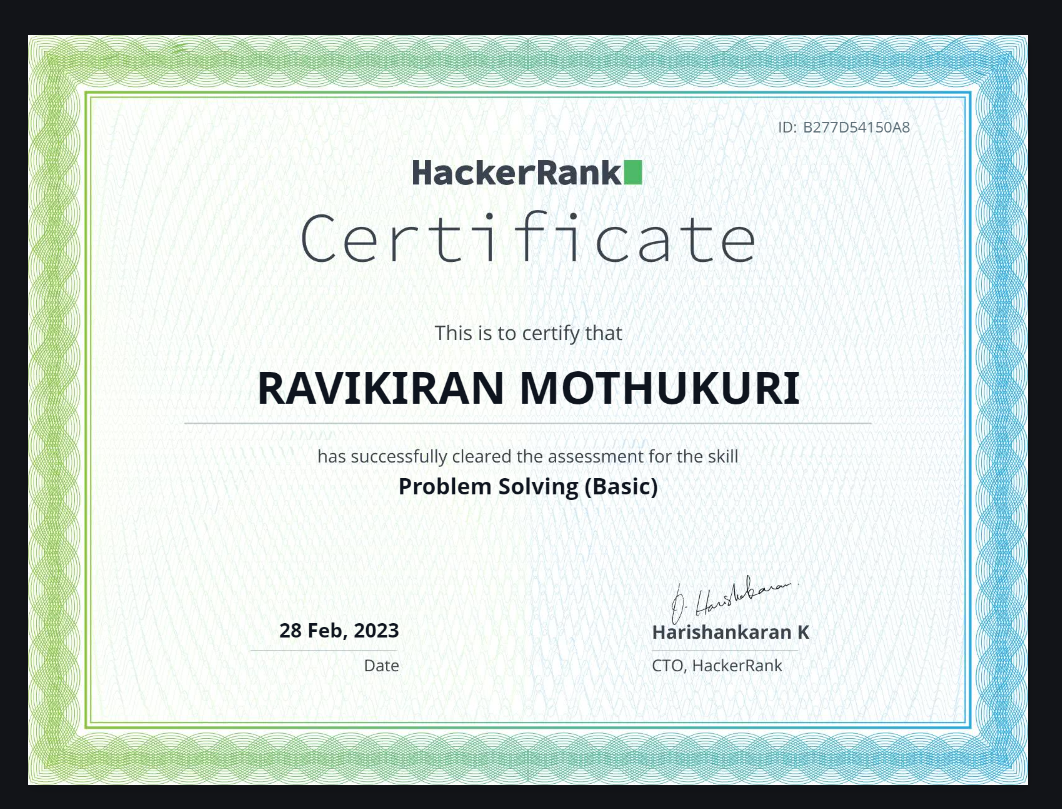 ID: B277D54150A8
HackerRank
Certificate
This is to certify that
RAVIKIRAN MOTHUKURI
has successfully cleared the assessment for the skill
Problem Solving (Basic)
28 Feb, 2023
Date
Harishankaran K
CTO, HackerRank